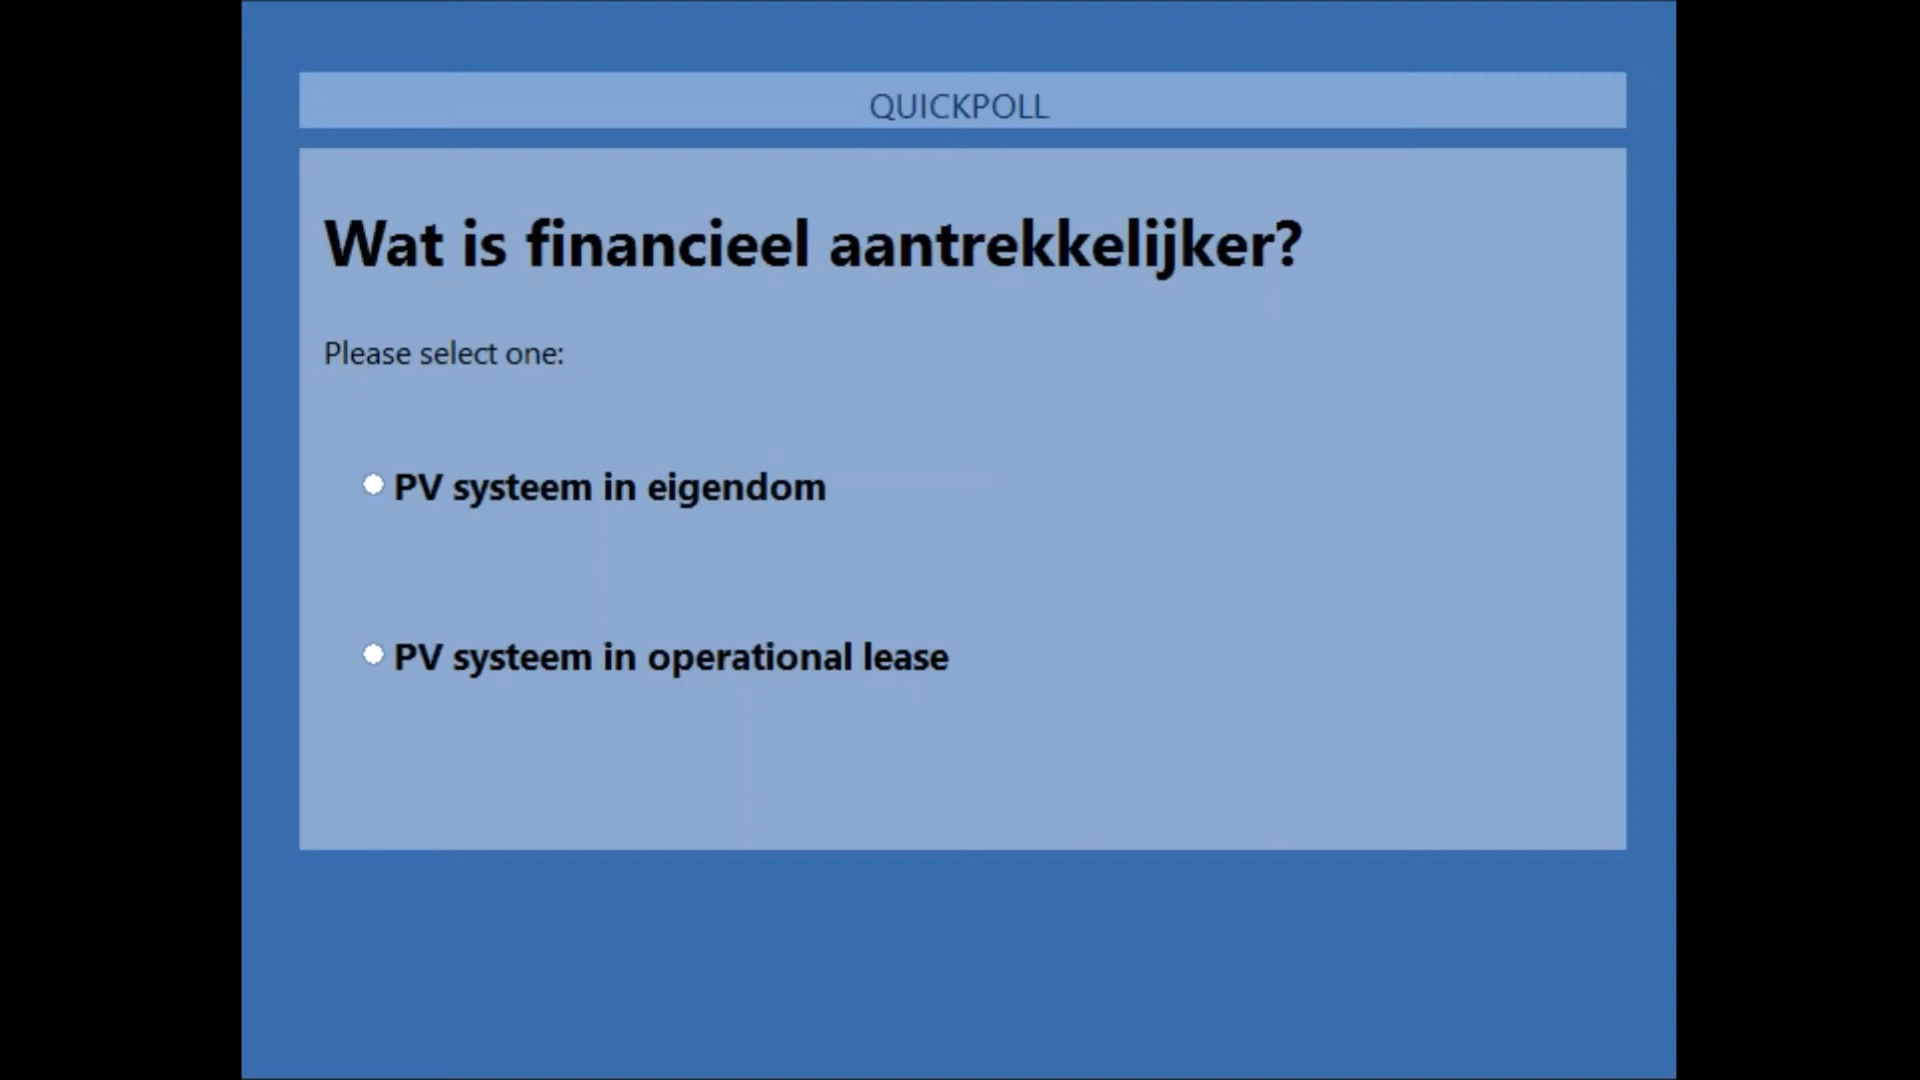 QUICKPOLL
Wat is financieel aantrekkelijker?
Please select one:
PV systeem in eigendom
PV systeem in operational lease